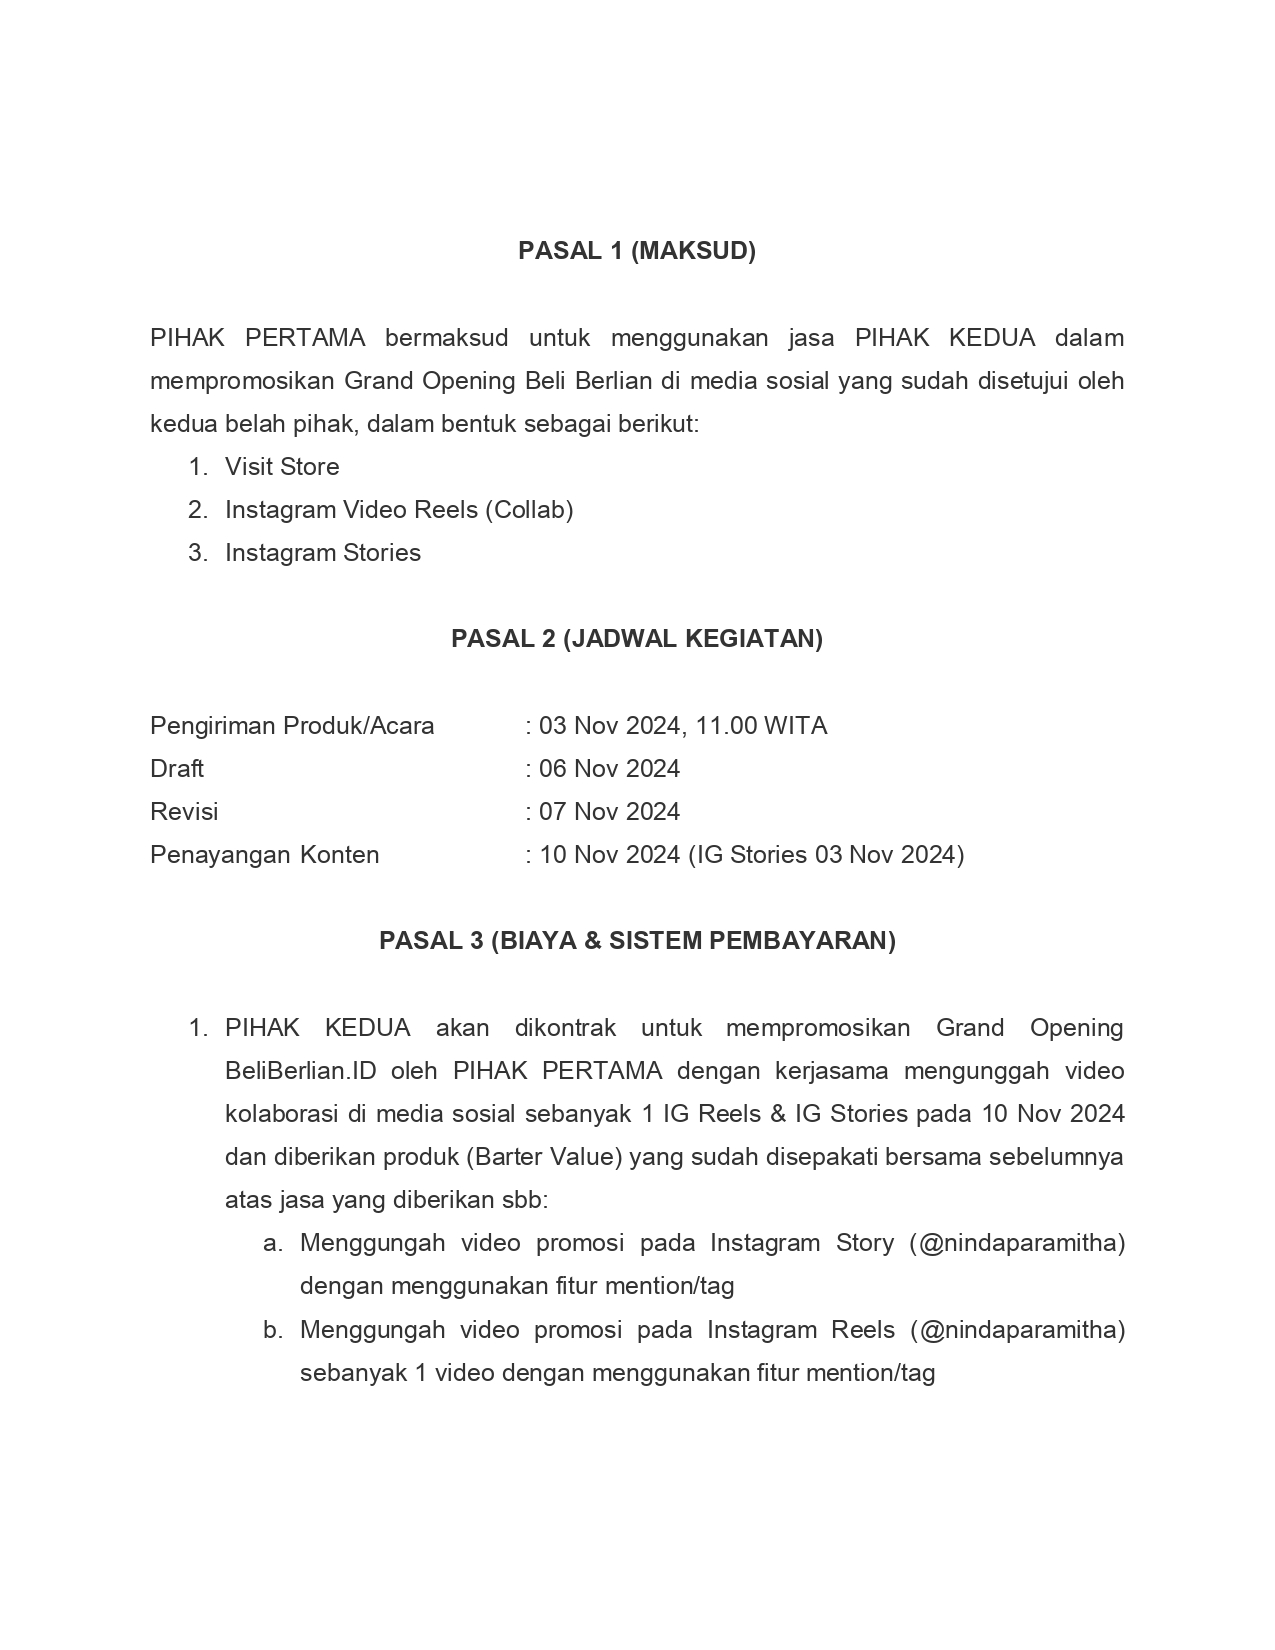 PASAL 1 (MAKSUD)
PIHAK PERTAMA bermaksud untuk menggunakan jasa PIHAK KEDUA dalam
mempromosikan Grand Opening Beli Berlian di media sosial yang sudah disetujui oleh
kedua belah pihak, dalam bentuk sebagai berikut:
1. Visit Store
2. Instagram Video Reels (Collab)
3. Instagram Stories
PASAL 2 (JADWAL KEGIATAN)
Pengiriman Produk/Acara : 03 Nov 2024, 11.00 WITA
Draft : 06 Nov 2024
Revisi : 07 Nov 2024
Penayangan Konten : 10 Nov 2024 (IG Stories 03 Nov 2024)
PASAL 3 (BIAYA & SISTEM PEMBAYARAN)
1. PIHAK KEDUA akan dikontrak untuk mempromosikan Grand Opening
BeliBerlian.ID oleh PIHAK PERTAMA dengan kerjasama mengunggah video
kolaborasi di media sosial sebanyak 1 IG Reels & IG Stories pada 10 Nov 2024
dan diberikan produk (Barter Value) yang sudah disepakati bersama sebelumnya
atas jasa yang diberikan sbb:
a. Menggungah video promosi pada Instagram Story (@nindaparamitha)
dengan menggunakan fitur mention/tag
b. Menggungah video promosi pada Instagram Reels (@nindaparamitha)
sebanyak 1 video dengan menggunakan fitur mention/tag